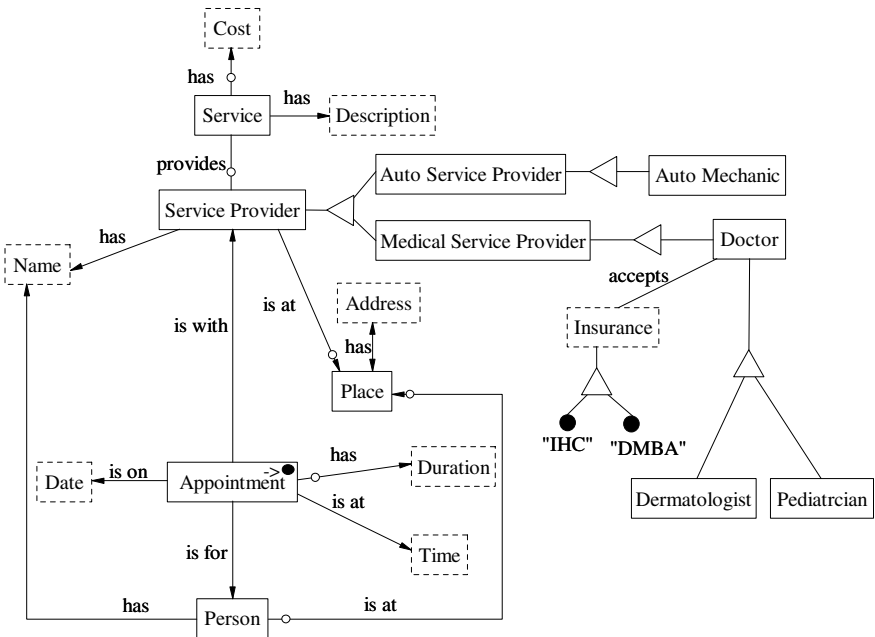 Cost
has
Service
has
Description
provides
Auto Service Provider
Auto Mechanic
Service Provider
Medical Service Provider
Doctor
has
Name
accepts
is with
is at
Address
Insurance
has
Place
"IHC"
"DMBA"
has
Date
is on
->
Appointment
Duration
is at
Dermatologist
Pediatrcian
is for
Time
has
Person
is at